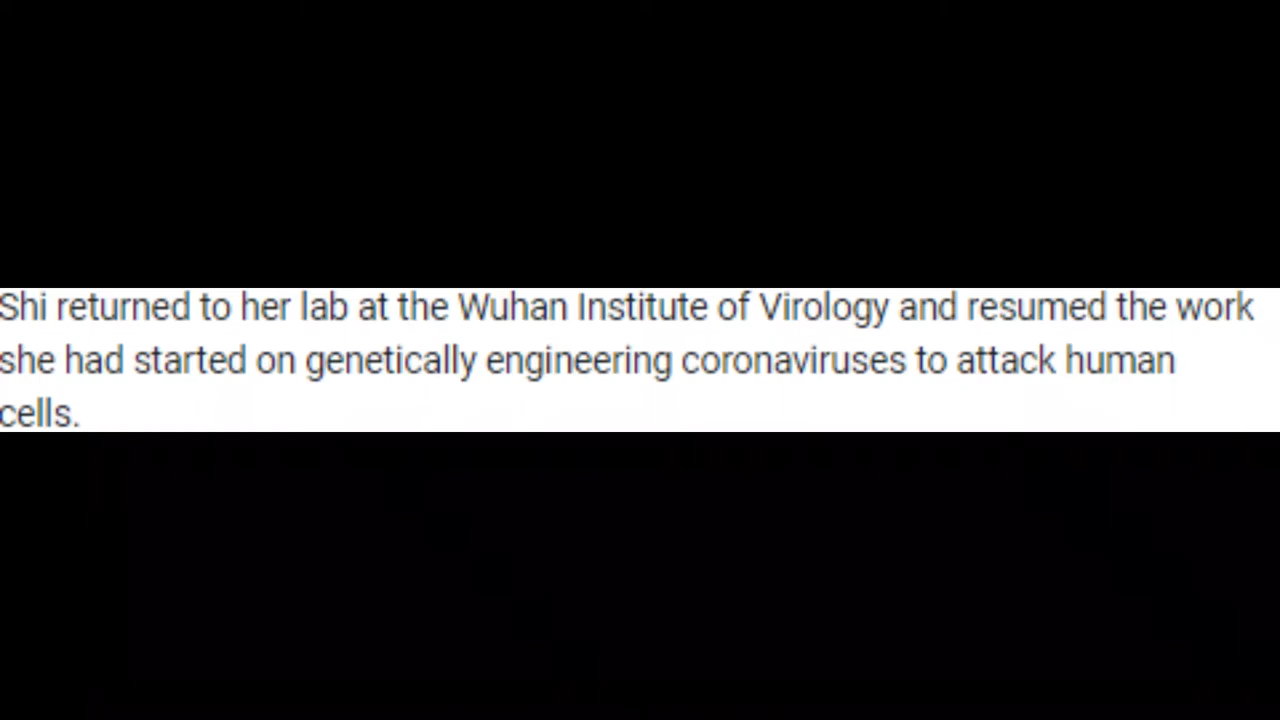 Shi returned to her lab at the Wuhan Institute of Virology and resumed the work
she had started on genetically engineering coronaviruses to attack human
cells.